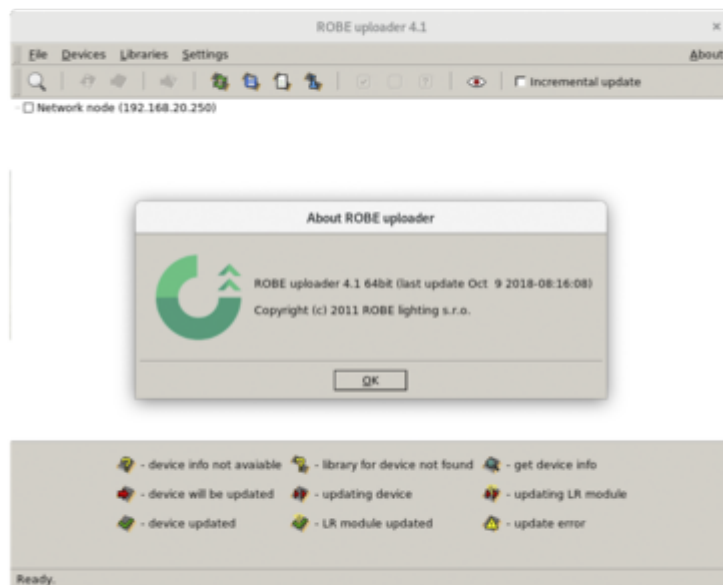 ROBE uploader 4.1
File Devices Libraries Settings About
Incremental update
Network node (192.168.20.250)
About ROBE uploader
ROBE uploader 4.1 64bit (last update Oct 9 2018-08:16:08)
Copyright (c) 2011 ROBE lighting s.r.o.
OK
- device info not avaiable - library for device not found - get device info
- device will be updated - updating device - updating LR module
- device updated - LR module updated - update error
Ready.